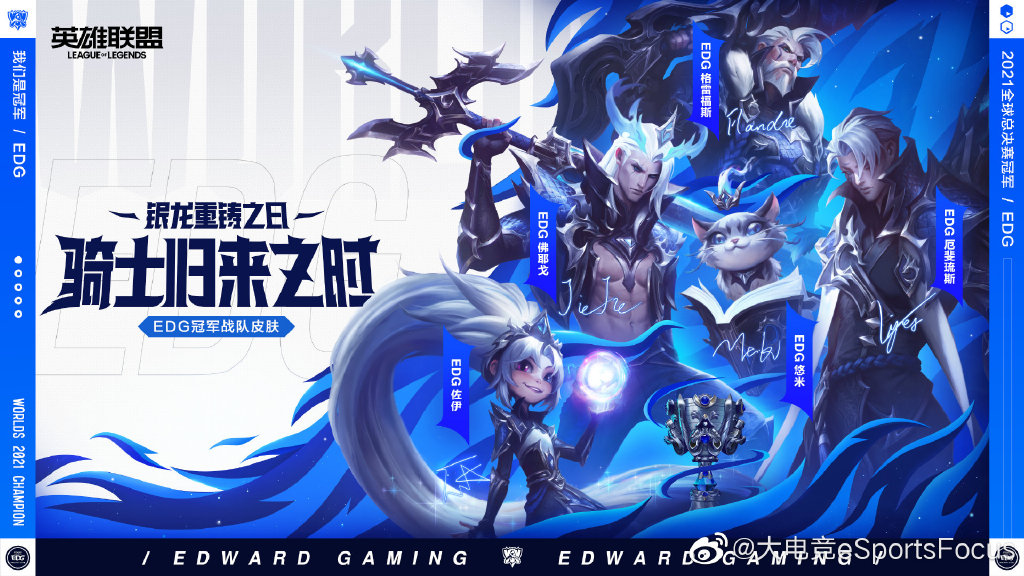 英雄联盟
LEAGUE OF LEGENDS
我们是冠军 / EDG
WORLDS 2021 CHAMPION
EDG
银龙重铸之日
骑士归来之时
EDG冠军战队皮肤
EDG 格雷福斯
Flandre
EDG 佛耶戈
JieJie
EDG 厄斐琉斯
EDG 悠米
Meiko
EDG 佐伊
2021全球总决赛冠军 / EDG
/ EDWARD GAMING
EDWARD GAMING /
@大电竞eSportsFocus